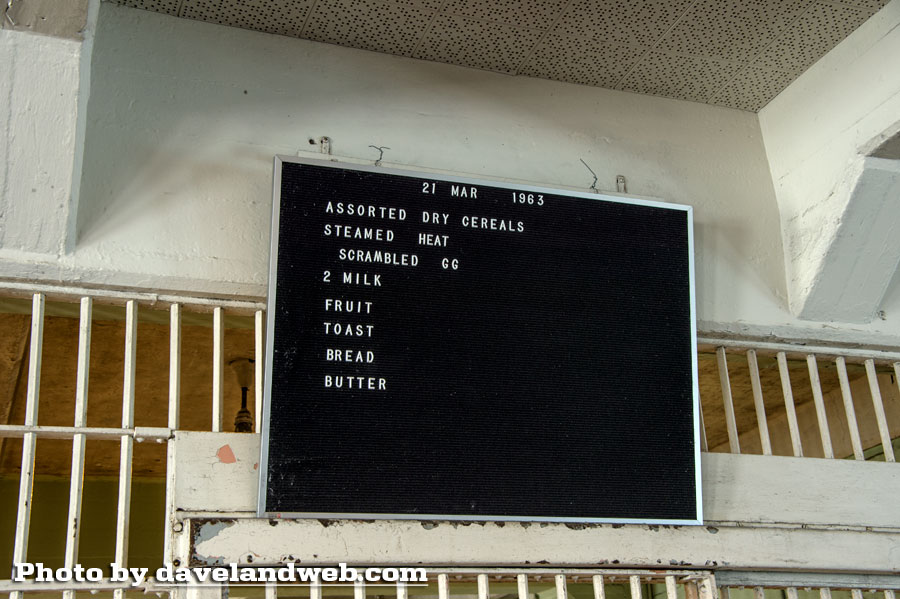 21 MAR 1963
ASSORTED DRY CEREALS
STEAMED HEAT
SCRAMBLED GG
2 MILK
FRUIT
TOAST
BREAD
BUTTER
Photo by davelandweb.com